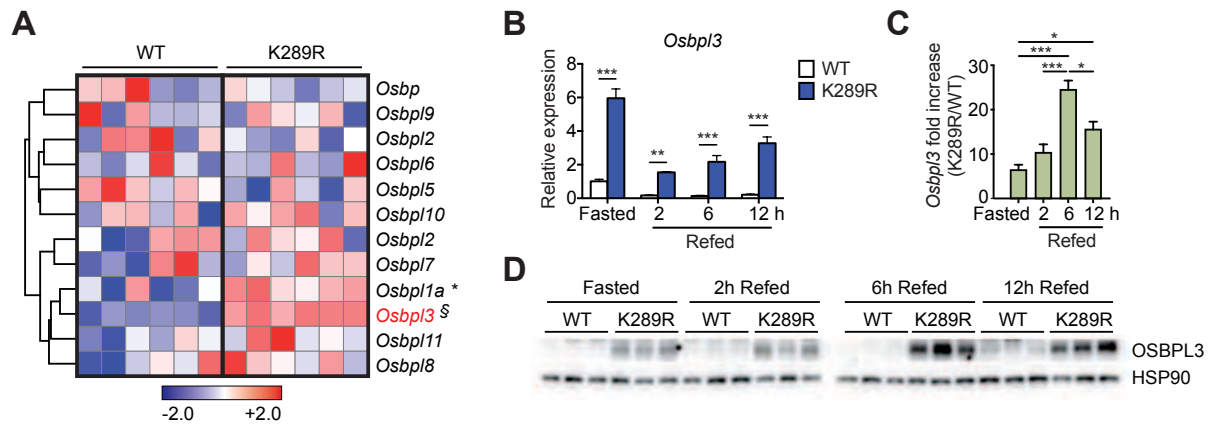 A
WT K289R
Osbp
Osbpl9
Osbpl2
Osbpl6
Osbpl5
Osbpl10
Osbpl2
Osbpl7
Osbpl1a *
Osbpl3 §
Osbpl11
Osbpl8
-2.0 +2.0
B
Osbpl3
Relative expression
8
6
4
2
0
*** ** *** ***
WT
K289R
Fasted 2 6 12 h
Refed
C
Osbpl3 fold increase
(K289R/WT)
30
20
10
0
*
***
*** *
Fasted 2 6 12 h
Refed
D
Fasted 2h Refed 6h Refed 12h Refed
WT K289R WT K289R WT K289R WT K289R
OSBPL3
HSP90